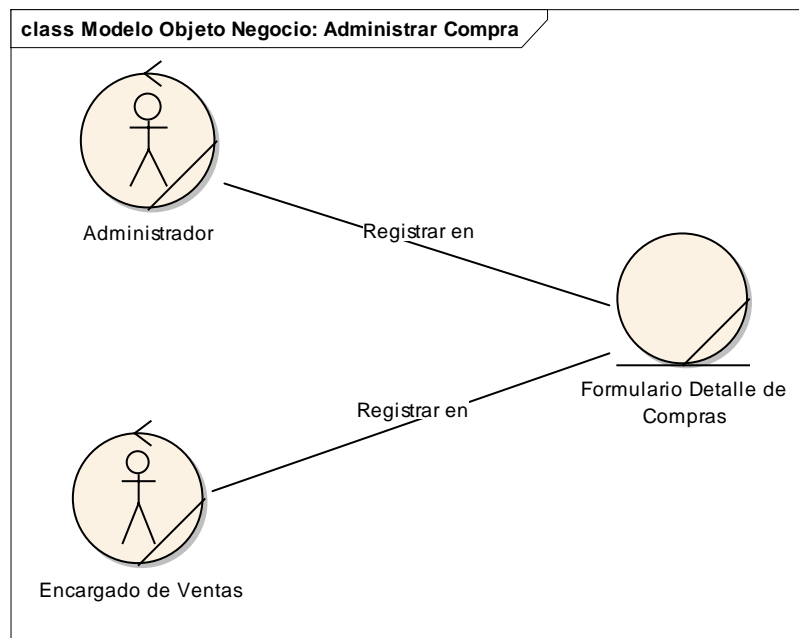 class Modelo Objeto Negocio: Administrar Compra
Administrador
Registrar en
Formulario Detalle de
Compras
Registrar en
Encargado de Ventas